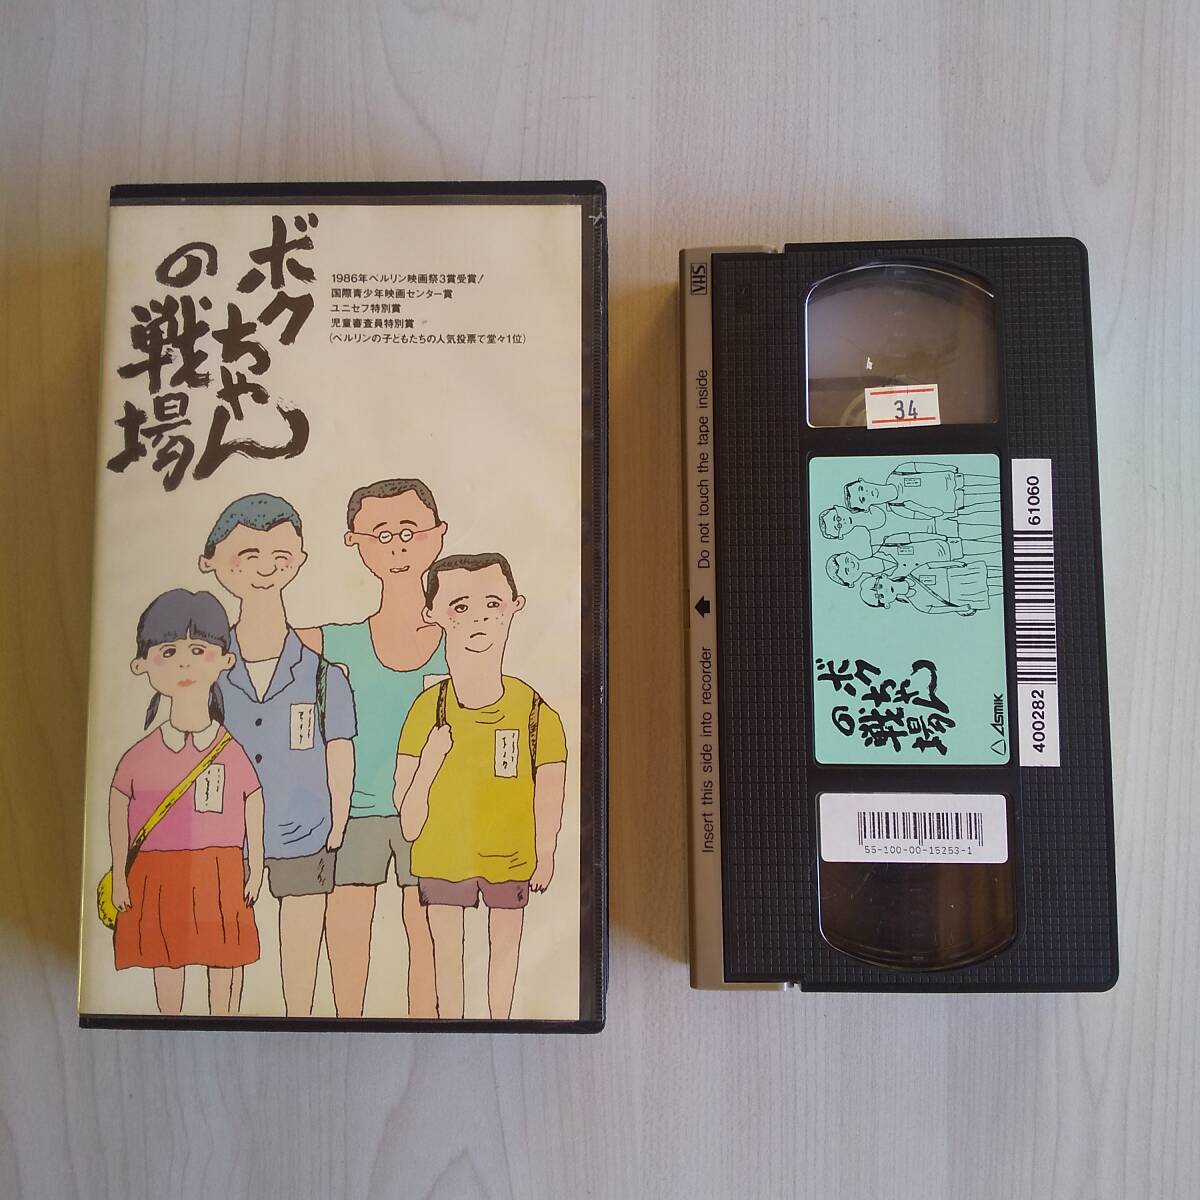 ボクちゃん
の戦場
1986年ベルリン映画祭3賞受賞!
国際青少年映画センター賞
ユニセフ特別賞
児童審査員特別賞
(ベルリンの子どもたちの人気投票で堂々1位)
VHS
Do not touch the tape inside
Insert this side into recorder
34
ボクちゃん
の戦場
Asmik
400282
61060
55-100-00-15253-1